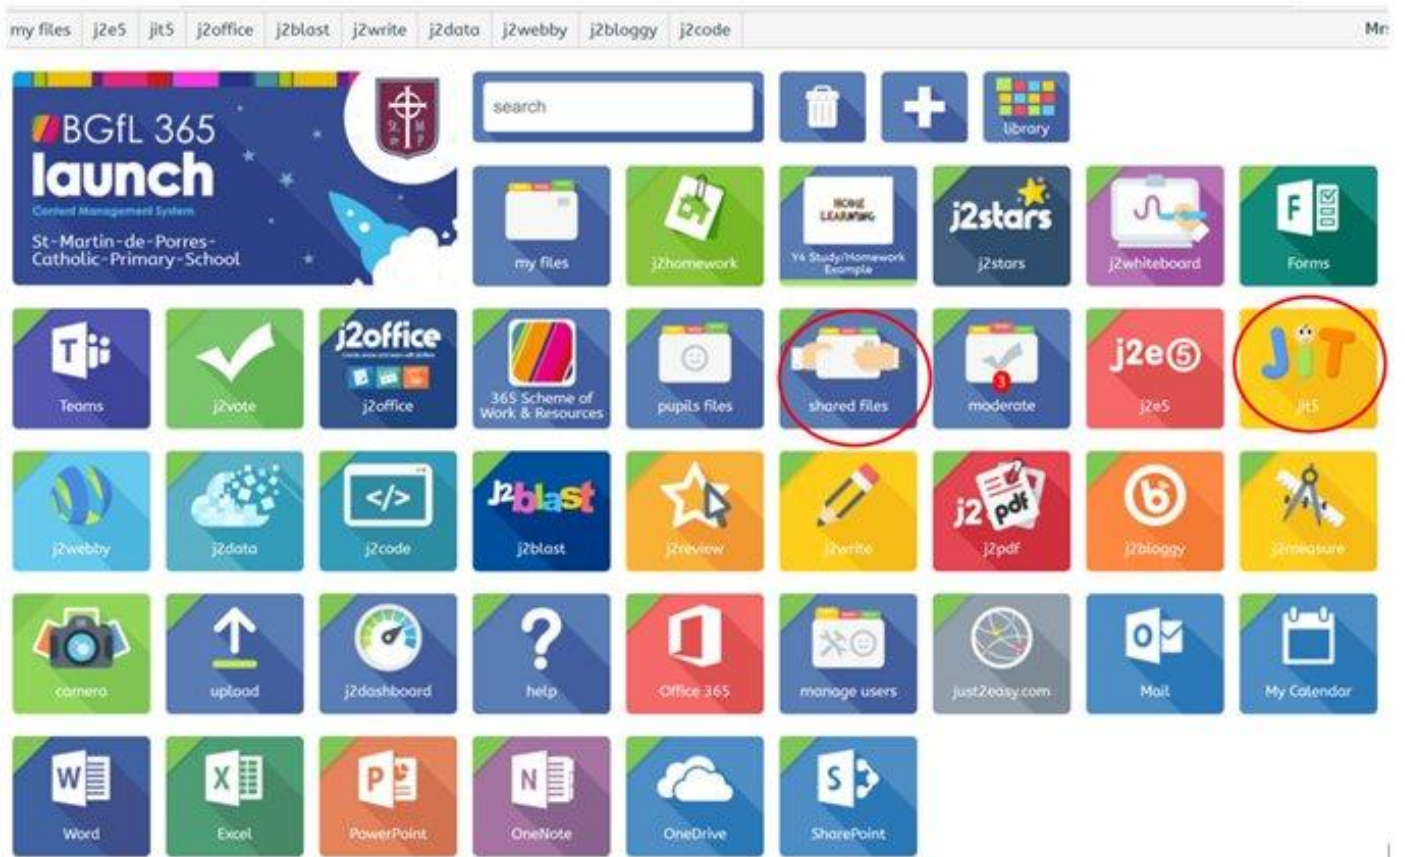 my files j2e5 jit5 j2office j2blast j2write j2data j2webby j2bloggy j2code
BGfL 365
launch
Content Management System
St-Martin-de-Porres-
Catholic-Primary-School
search
library
my files
j2homework
HOME
LEARNING
Y4 Study/Homework
Example
j2stars
j2stars
j2whiteboard
F
Forms
T
Teams
j2vote
j2office
j2office
365 Scheme of
Work & Resources
pupils files
shared files
3
moderate
j2e5
j2e5
JiT
jit5
j2webby
j2data
</>
j2code
J2blast
j2blast
j2review
j2write
j2 pdf
j2pdf
b
j2bloggy
j2measure
camera
upload
j2dashboard
?
help
Office 365
manage users
just2easy.com
O
Mail
My Calendar
W
Word
X
Excel
P
PowerPoint
N
OneNote
OneDrive
S
SharePoint